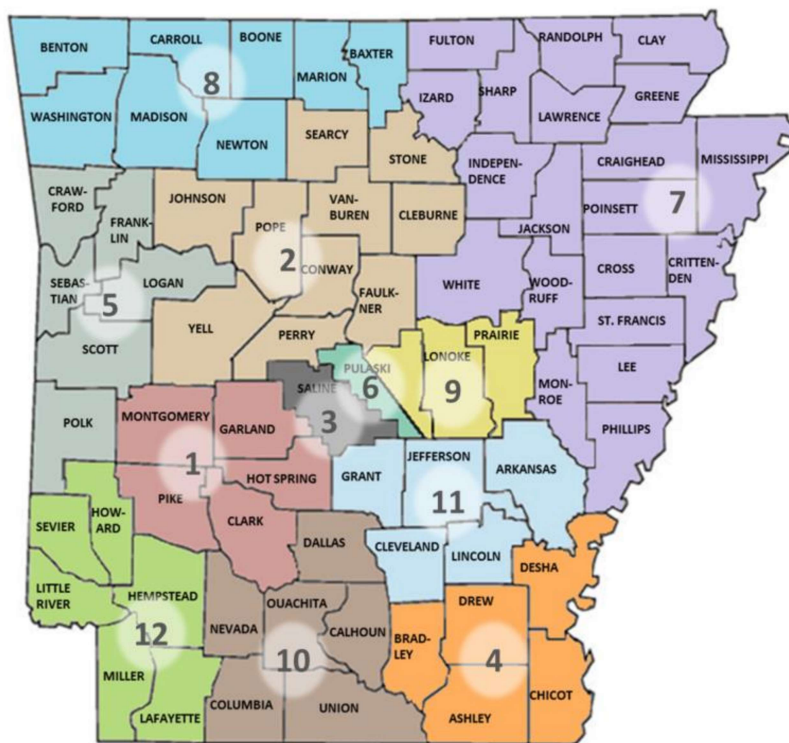 BENTON
CARROLL
BOONE
MARION
BAXTER
FULTON
RANDOLPH
CLAY
8
IZARD
SHARP
LAWRENCE
GREENE
WASHINGTON
MADISON
NEWTON
SEARCY
STONE
INDEPEN-
DENCE
CRAIGHEAD
MISSISSIPPI
CRAW-
FORD
FRANK-
LIN
JOHNSON
POPE
VAN-
BUREN
CLEBURNE
POINSETT
7
JACKSON
2
SEBAS-
TIAN
LOGAN
5
CONWAY
FAULK-
NER
WHITE
WOOD-
RUFF
CROSS
CRITTEN-
DEN
YELL
PERRY
ST. FRANCIS
SCOTT
PULASKI
6
LONOKE
9
PRAIRIE
LEE
MON-
ROE
SALINE
3
POLK
MONTGOMERY
GARLAND
PHILLIPS
1
HOT SPRING
GRANT
JEFFERSON
ARKANSAS
11
PIKE
CLARK
HOW-
ARD
SEVIER
DALLAS
CLEVELAND
LINCOLN
DESHA
LITTLE
RIVER
HEMPSTEAD
12
NEVADA
OUACHITA
CALHOUN
BRAD-
LEY
DREW
4
10
MILLER
LAFAYETTE
COLUMBIA
UNION
ASHLEY
CHICOT